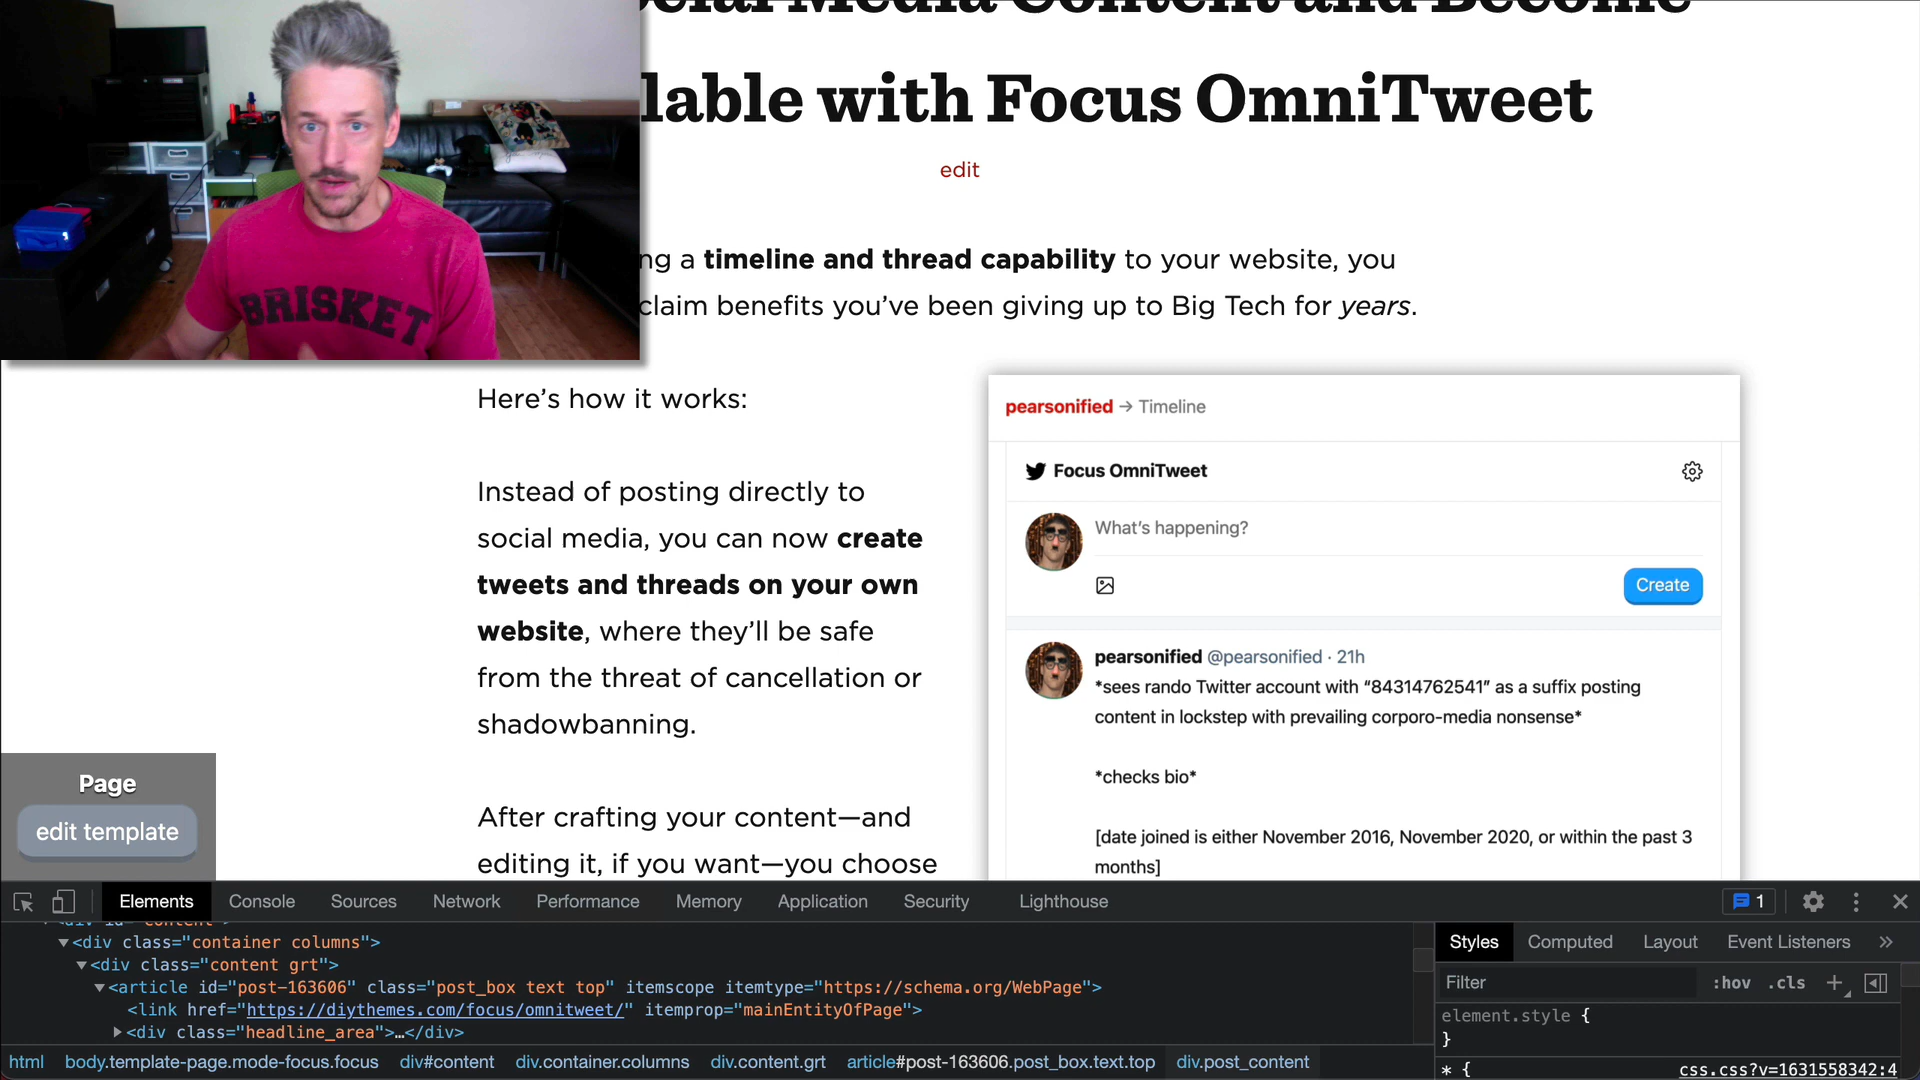 lable with Focus OmniTweet
edit
ng a timeline and thread capability to your website, you
claim benefits you’ve been giving up to Big Tech for years.
BRISKET
Here’s how it works:
Instead of posting directly to
social media, you can now create
tweets and threads on your own
website, where they’ll be safe
from the threat of cancellation or
shadowbanning.
After crafting your content—and
editing it, if you want—you choose
pearsonified → Timeline
Focus OmniTweet
What’s happening?
Create
pearsonified @pearsonified · 21h
*sees rando Twitter account with “84314762541” as a suffix posting
content in lockstep with prevailing corporo-media nonsense*
*checks bio*
[date joined is either November 2016, November 2020, or within the past 3
months]
Page
edit template
Elements Console Sources Network Performance Memory Application Security Lighthouse 1
<div class="container columns">
<div class="content grt">
<article id="post-163606" class="post_box text top" itemscope itemtype="https://schema.org/WebPage">
<link href="https://diythemes.com/focus/omnitweet/" itemprop="mainEntityOfPage">
<div class="headline_area">…</div>
html body.template-page.mode-focus.focus div#content div.container.columns div.content.grt article#post-163606.post_box.text.top div.post_content
Styles Computed Layout Event Listeners »
Filter :hov .cls +
element.style {
}
* { css.css?v=1631558342:4